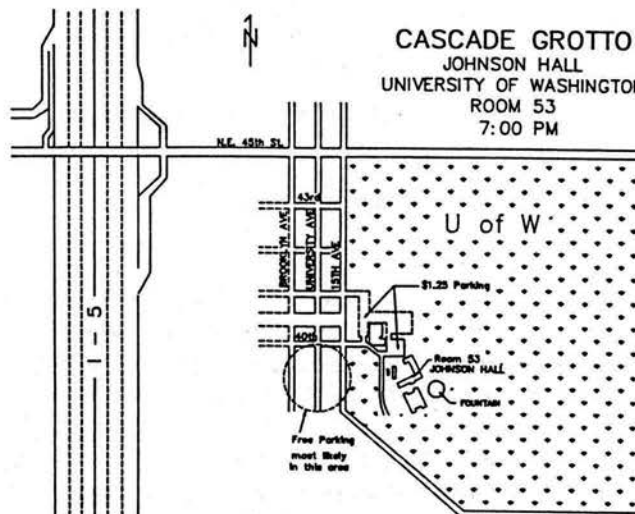 N
CASCADE GROTTO
JOHNSON HALL
UNIVERSITY OF WASHINGTON
ROOM 53
7:00 PM
N.E. 45th St.
43rd
U of W
BROOKLYN AVE
UNIVERSITY AVE
15TH AVE
$1.25 Parking
I-5
40th
Room 53
JOHNSON HALL
FOUNTAIN
Free Parking
most likely
in this area